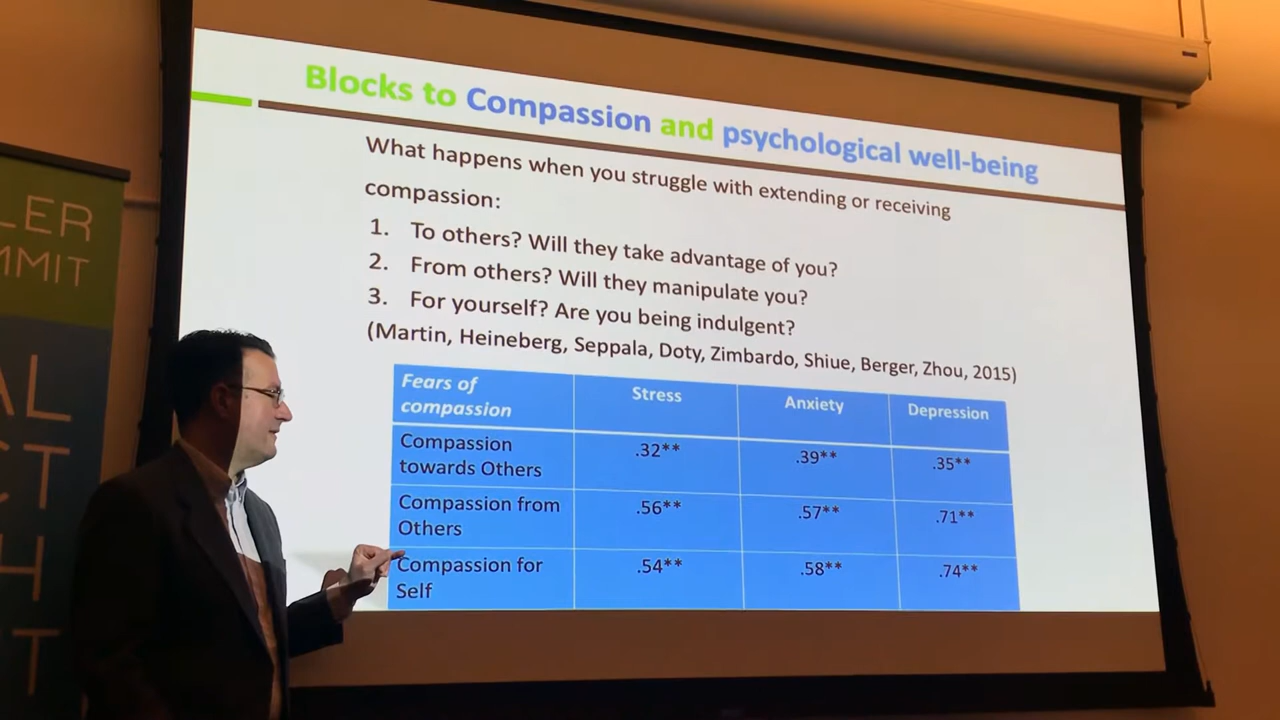 LER
MMIT
AL
CT
H
T
Blocks to Compassion and psychological well-being
What happens when you struggle with extending or receiving
compassion:
1. To others? Will they take advantage of you?
2. From others? Will they manipulate you?
3. For yourself? Are you being indulgent?
(Martin, Heineberg, Seppala, Doty, Zimbardo, Shiue, Berger, Zhou, 2015)
Fears of
compassion
Stress
Anxiety
Depression
Compassion
towards Others
.32**
.39**
.35**
Compassion from
Others
.56**
.57**
.71**
Compassion for
Self
.54**
.58**
.74**